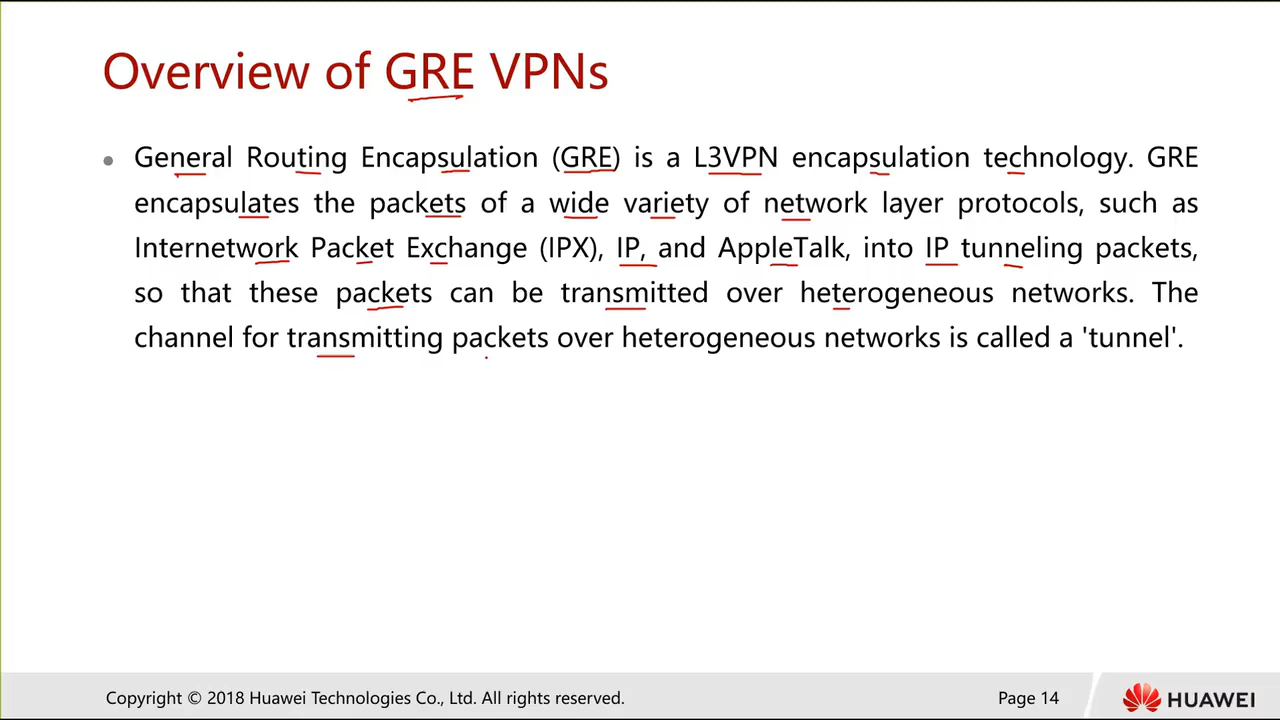 Overview of GRE VPNs
• General Routing Encapsulation (GRE) is a L3VPN encapsulation technology. GRE
encapsulates the packets of a wide variety of network layer protocols, such as
Internetwork Packet Exchange (IPX), IP, and AppleTalk, into IP tunneling packets,
so that these packets can be transmitted over heterogeneous networks. The
channel for transmitting packets over heterogeneous networks is called a 'tunnel'.
Copyright © 2018 Huawei Technologies Co., Ltd. All rights reserved.
Page 14
HUAWEI